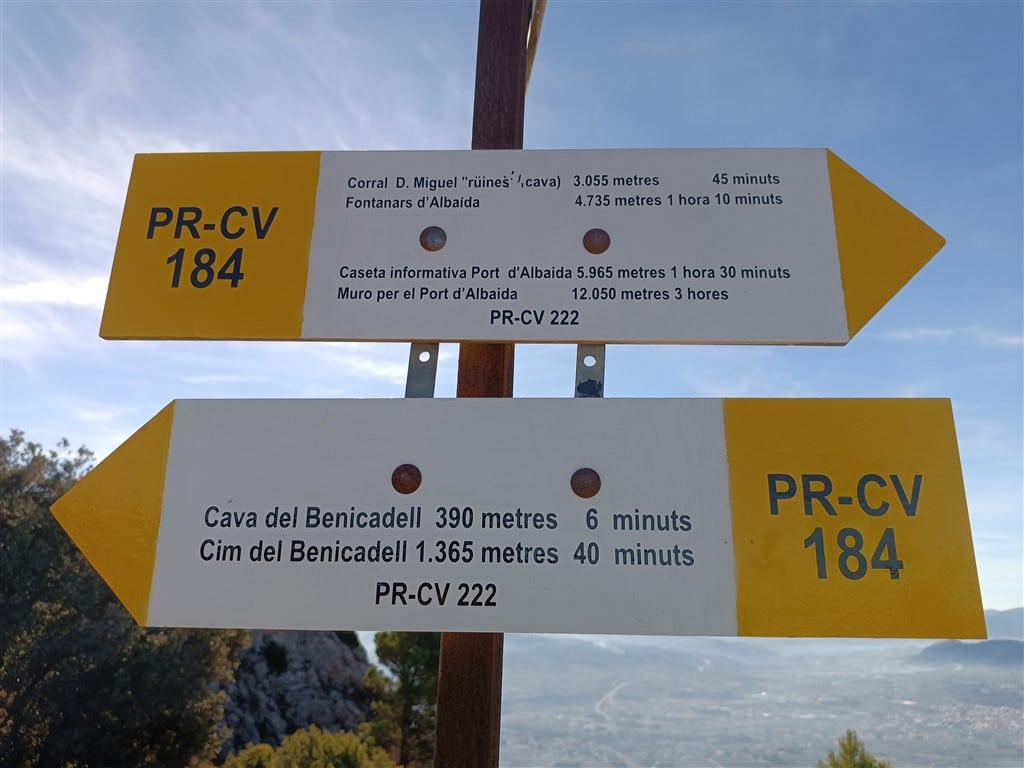 PR-CV
184
Corral D. Miguel "rüines" (cava) 3.055 metres 45 minuts
Fontanars d'Albaida 4.735 metres 1 hora 10 minuts
Caseta informativa Port d'Albaida 5.965 metres 1 hora 30 minuts
Muro per el Port d'Albaida 12.050 metres 3 hores
PR-CV 222
Cava del Benicadell 390 metres 6 minuts
Cim del Benicadell 1.365 metres 40 minuts
PR-CV 222
PR-CV
184